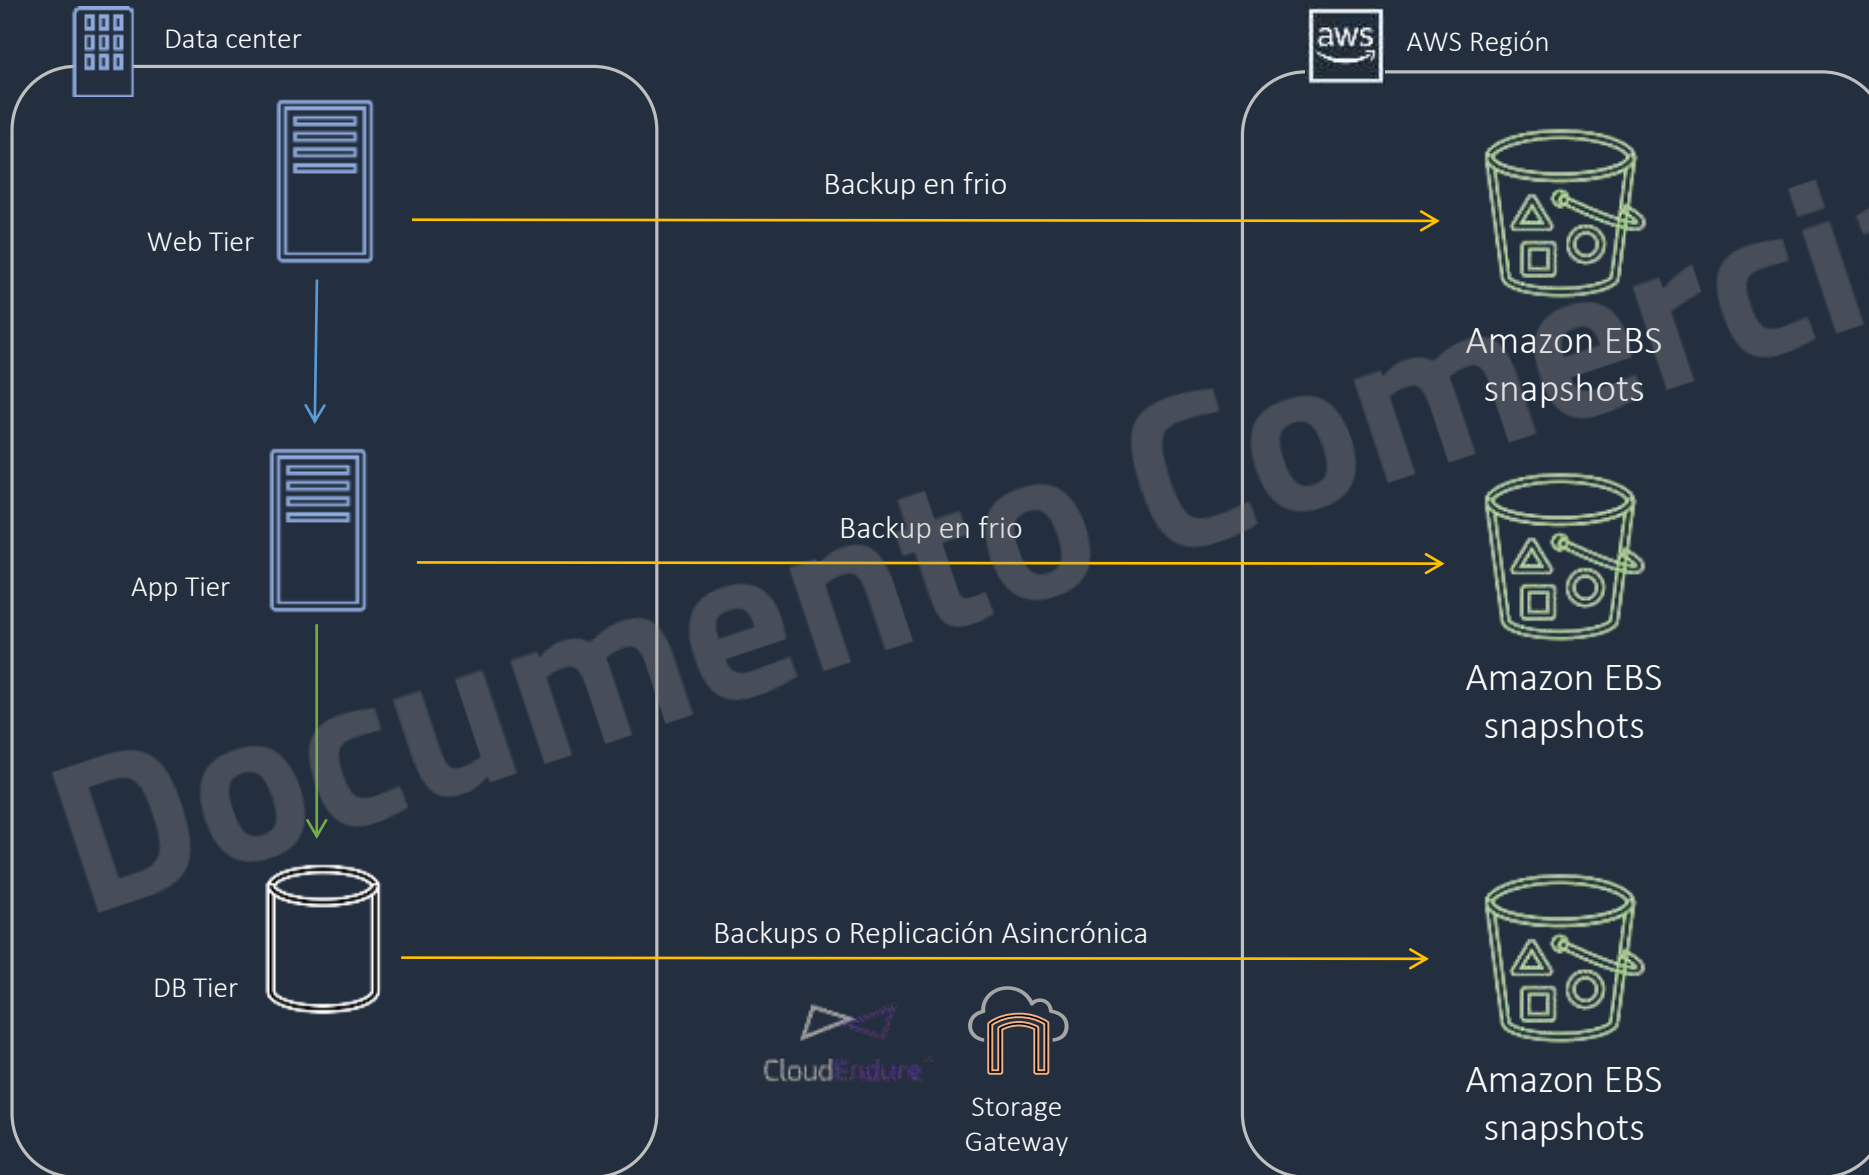 Data center
aws
AWS Región
Web Tier
Backup en frio
Amazon EBS
snapshots
App Tier
Backup en frio
Amazon EBS
snapshots
DB Tier
Backups o Replicación Asincrónica
CloudEndure
Storage
Gateway
Amazon EBS
snapshots
Documento Comerci